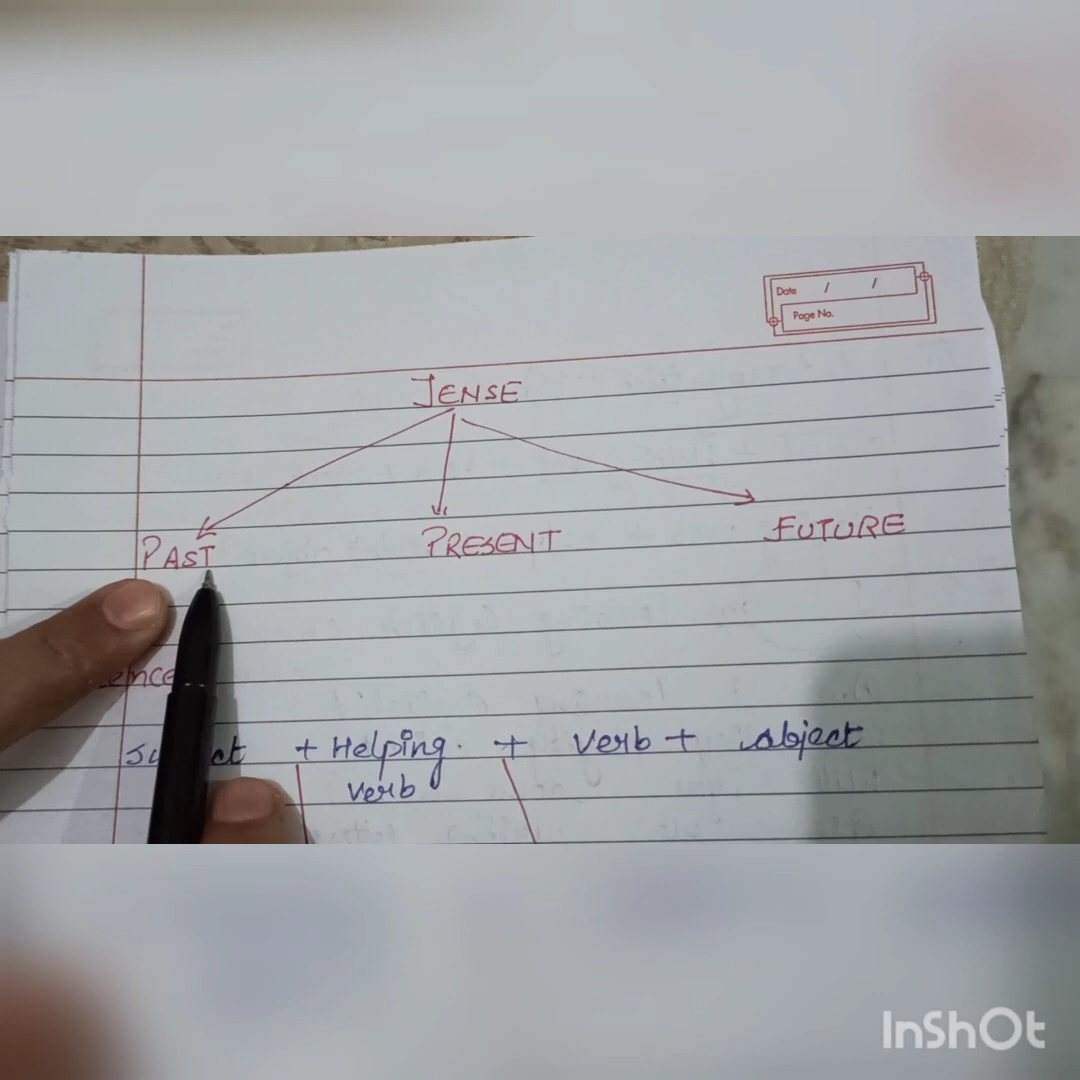 Date / /
Page No.
TENSE
PAST PRESENT FUTURE
+ Helping + verb + object
verb
InShOt